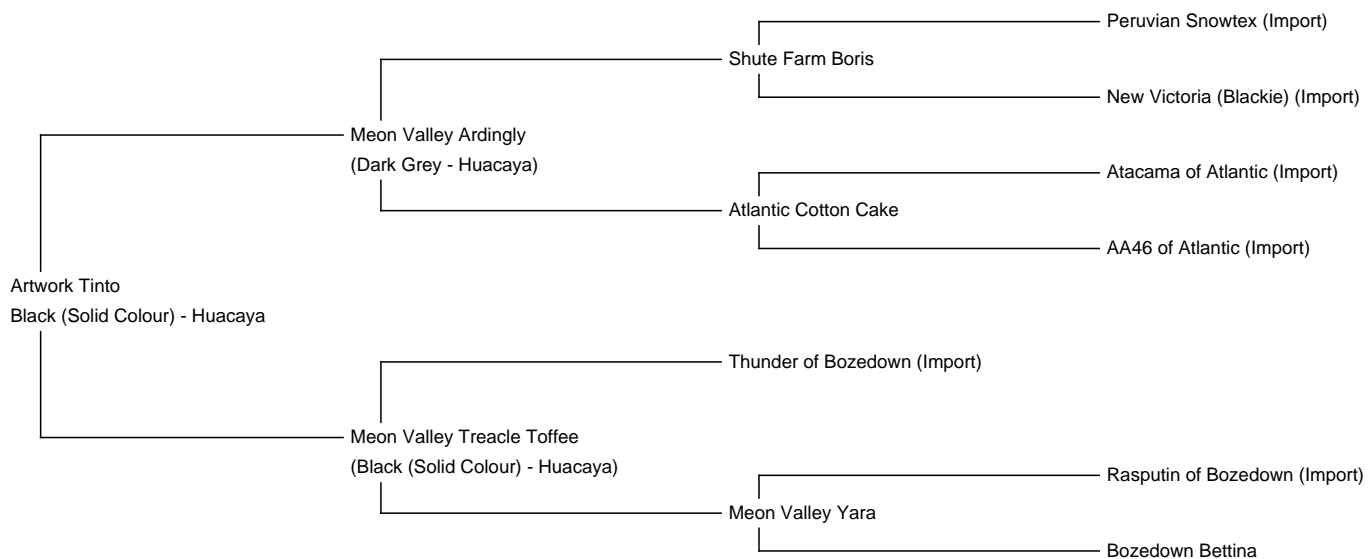 Peruvian Snowtex (Import)
Shute Farm Boris
New Victoria (Blackie) (Import)
Meon Valley Ardingly
(Dark Grey - Huacaya)
Atacama of Atlantic (Import)
Atlantic Cotton Cake
AA46 of Atlantic (Import)
Artwork Tinto
Black (Solid Colour) - Huacaya
Thunder of Bozedown (Import)
Meon Valley Treacle Toffee
(Black (Solid Colour) - Huacaya)
Rasputin of Bozedown (Import)
Meon Valley Yara
Bozedown Bettina